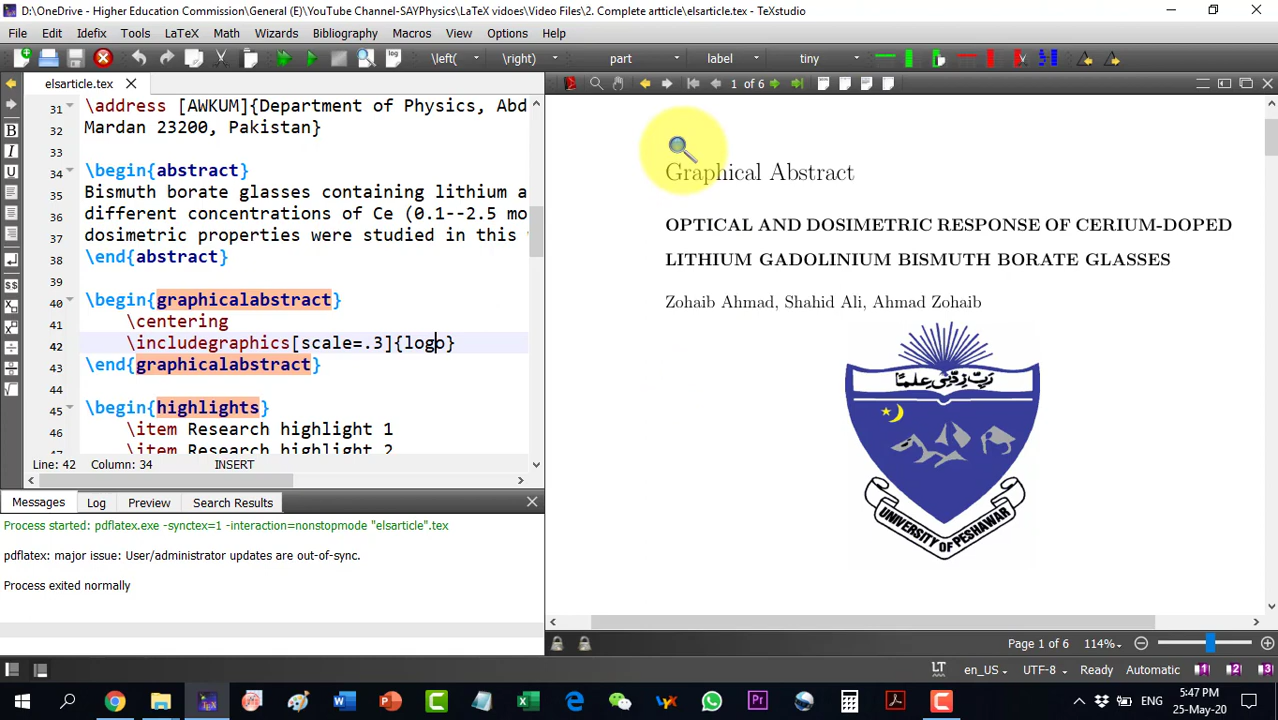 D:\OneDrive - Higher Education Commission\General (E)\YouTube Channel-SAYPhysics\LaTeX vidoes\Video Files\2. Complete artticle\elsarticle.tex - TeXstudio
File Edit Idefix Tools LaTeX Math Wizards Bibliography Macros View Options Help
\left( \right) part label tiny
elsarticle.tex
1 of 6
31 \address [AWKUM]{Department of Physics, Abd
32 Mardan 23200, Pakistan}
33
34 \begin{abstract}
35 Bismuth borate glasses containing lithium a
36 different concentrations of Ce (0.1--2.5 mo
37 dosimetric properties were studied in this
38 \end{abstract}
39
40 \begin{graphicalabstract}
41 \centering
42 \includegraphics[scale=.3]{logo}
43 \end{graphicalabstract}
44
45 \begin{highlights}
46 \item Research highlight 1
47 \item Research highlight 2
Line: 42 Column: 34 INSERT
Messages Log Preview Search Results
Process started: pdflatex.exe -synctex=1 -interaction=nonstopmode "elsarticle".tex
pdflatex: major issue: User/administrator updates are out-of-sync.
Process exited normally
Graphical Abstract
OPTICAL AND DOSIMETRIC RESPONSE OF CERIUM-DOPED
LITHIUM GADOLINIUM BISMUTH BORATE GLASSES
Zohaib Ahmad, Shahid Ali, Ahmad Zohaib
رَبِّ زِدْنِی عِلْمًا
UNIVERSITY OF PESHAWAR
Page 1 of 6 114%
LT en_US UTF-8 Ready Automatic 1 2 3
ENG
5:47 PM
25-May-20